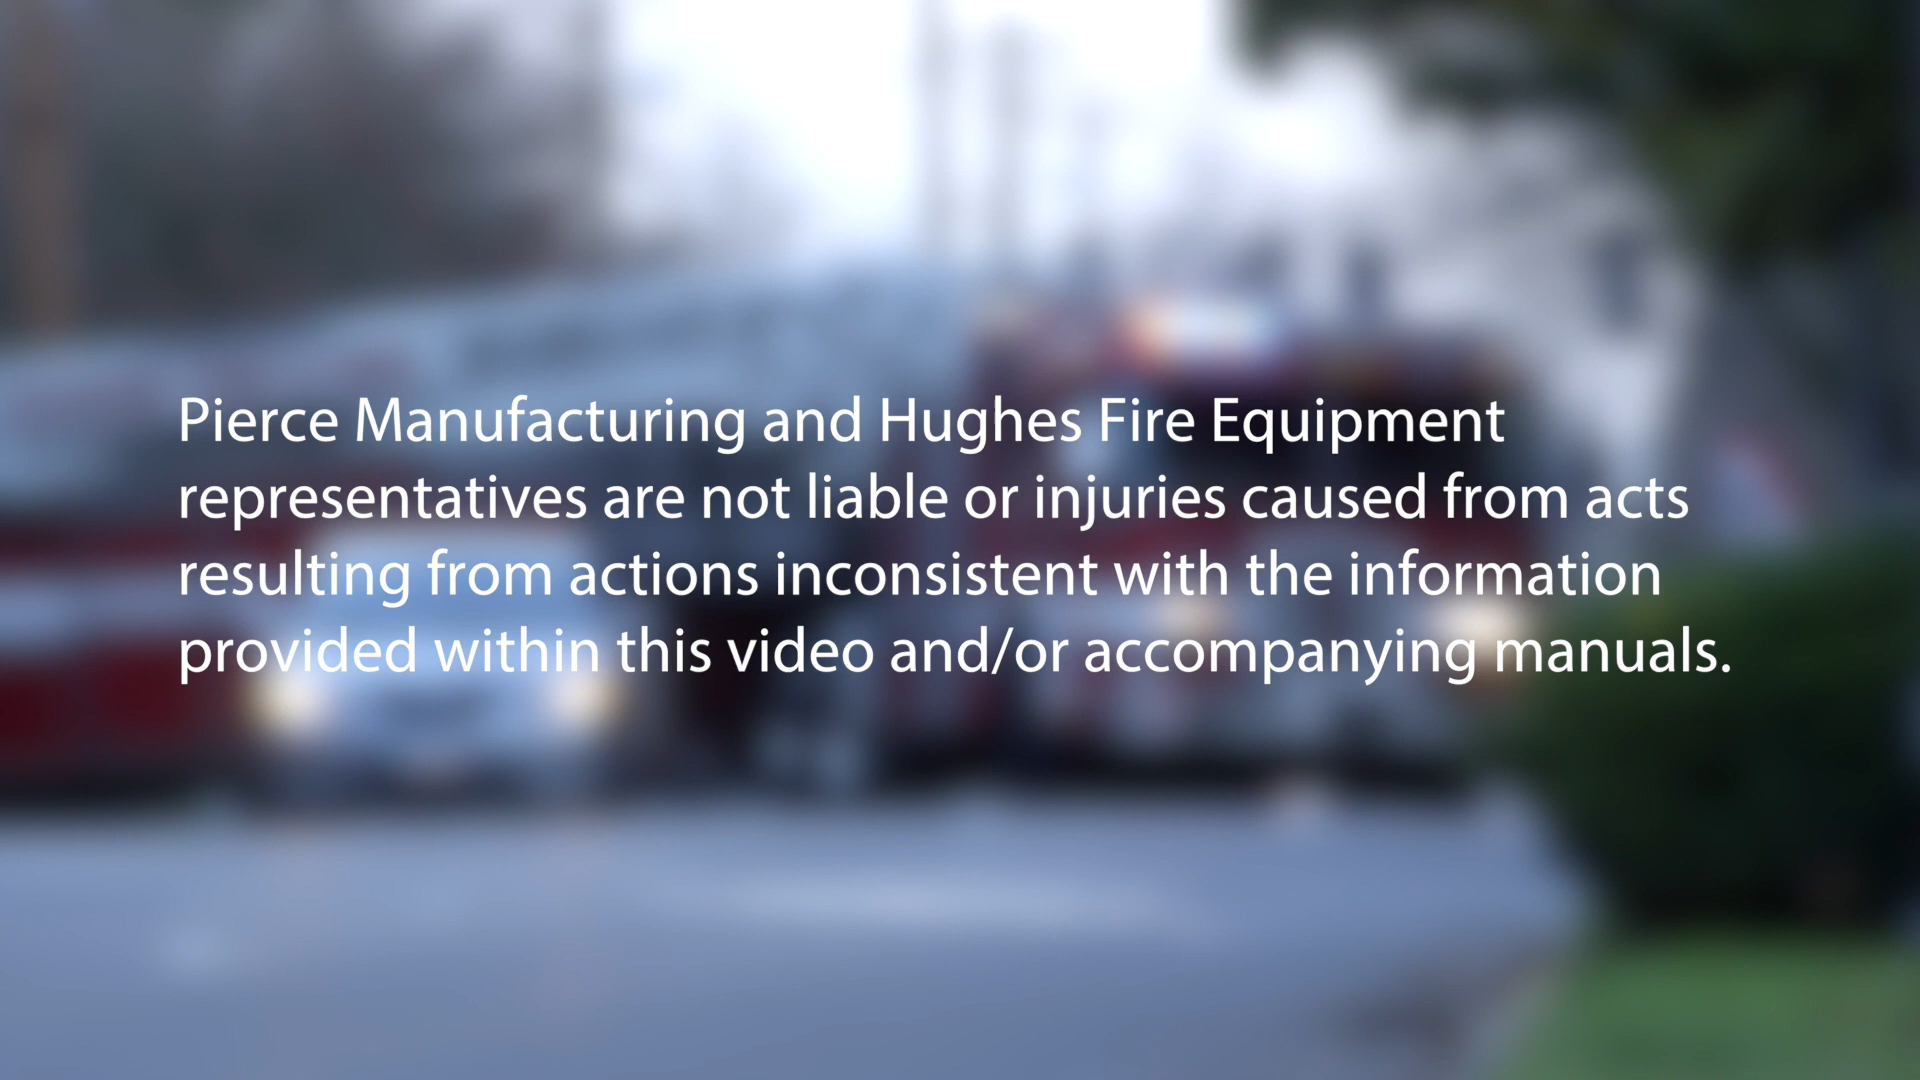 Pierce Manufacturing and Hughes Fire Equipment
representatives are not liable or injuries caused from acts
resulting from actions inconsistent with the information
provided within this video and/or accompanying manuals.